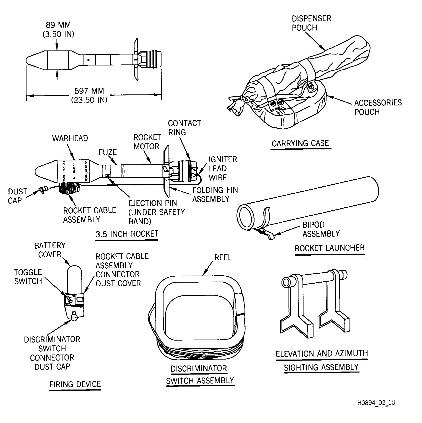 89 MM
(3.50 IN)
597 MM
(23.50 IN)
DISPENSER
POUCH
ACCESSORIES
POUCH
CARRYING CASE
WARHEAD
FUZE
ROCKET
MOTOR
CONTACT
RING
IGNITER
LEAD
WIRE
FOLDING FIN
ASSEMBLY
DUST
CAP
ROCKET CABLE
ASSEMBLY
EJECTION PIN
(UNDER SAFETY
BAND)
3.5 INCH ROCKET
BIPOD
ASSEMBLY
ROCKET LAUNCHER
BATTERY
COVER
TOGGLE
SWITCH
ROCKET CABLE
ASSEMBLY
CONNECTOR
DUST COVER
DISCRIMINATOR
SWITCH
CONNECTOR
DUST CAP
FIRING DEVICE
REEL
DISCRIMINATOR
SWITCH ASSEMBLY
ELEVATION AND AZIMUTH
SIGHTING ASSEMBLY